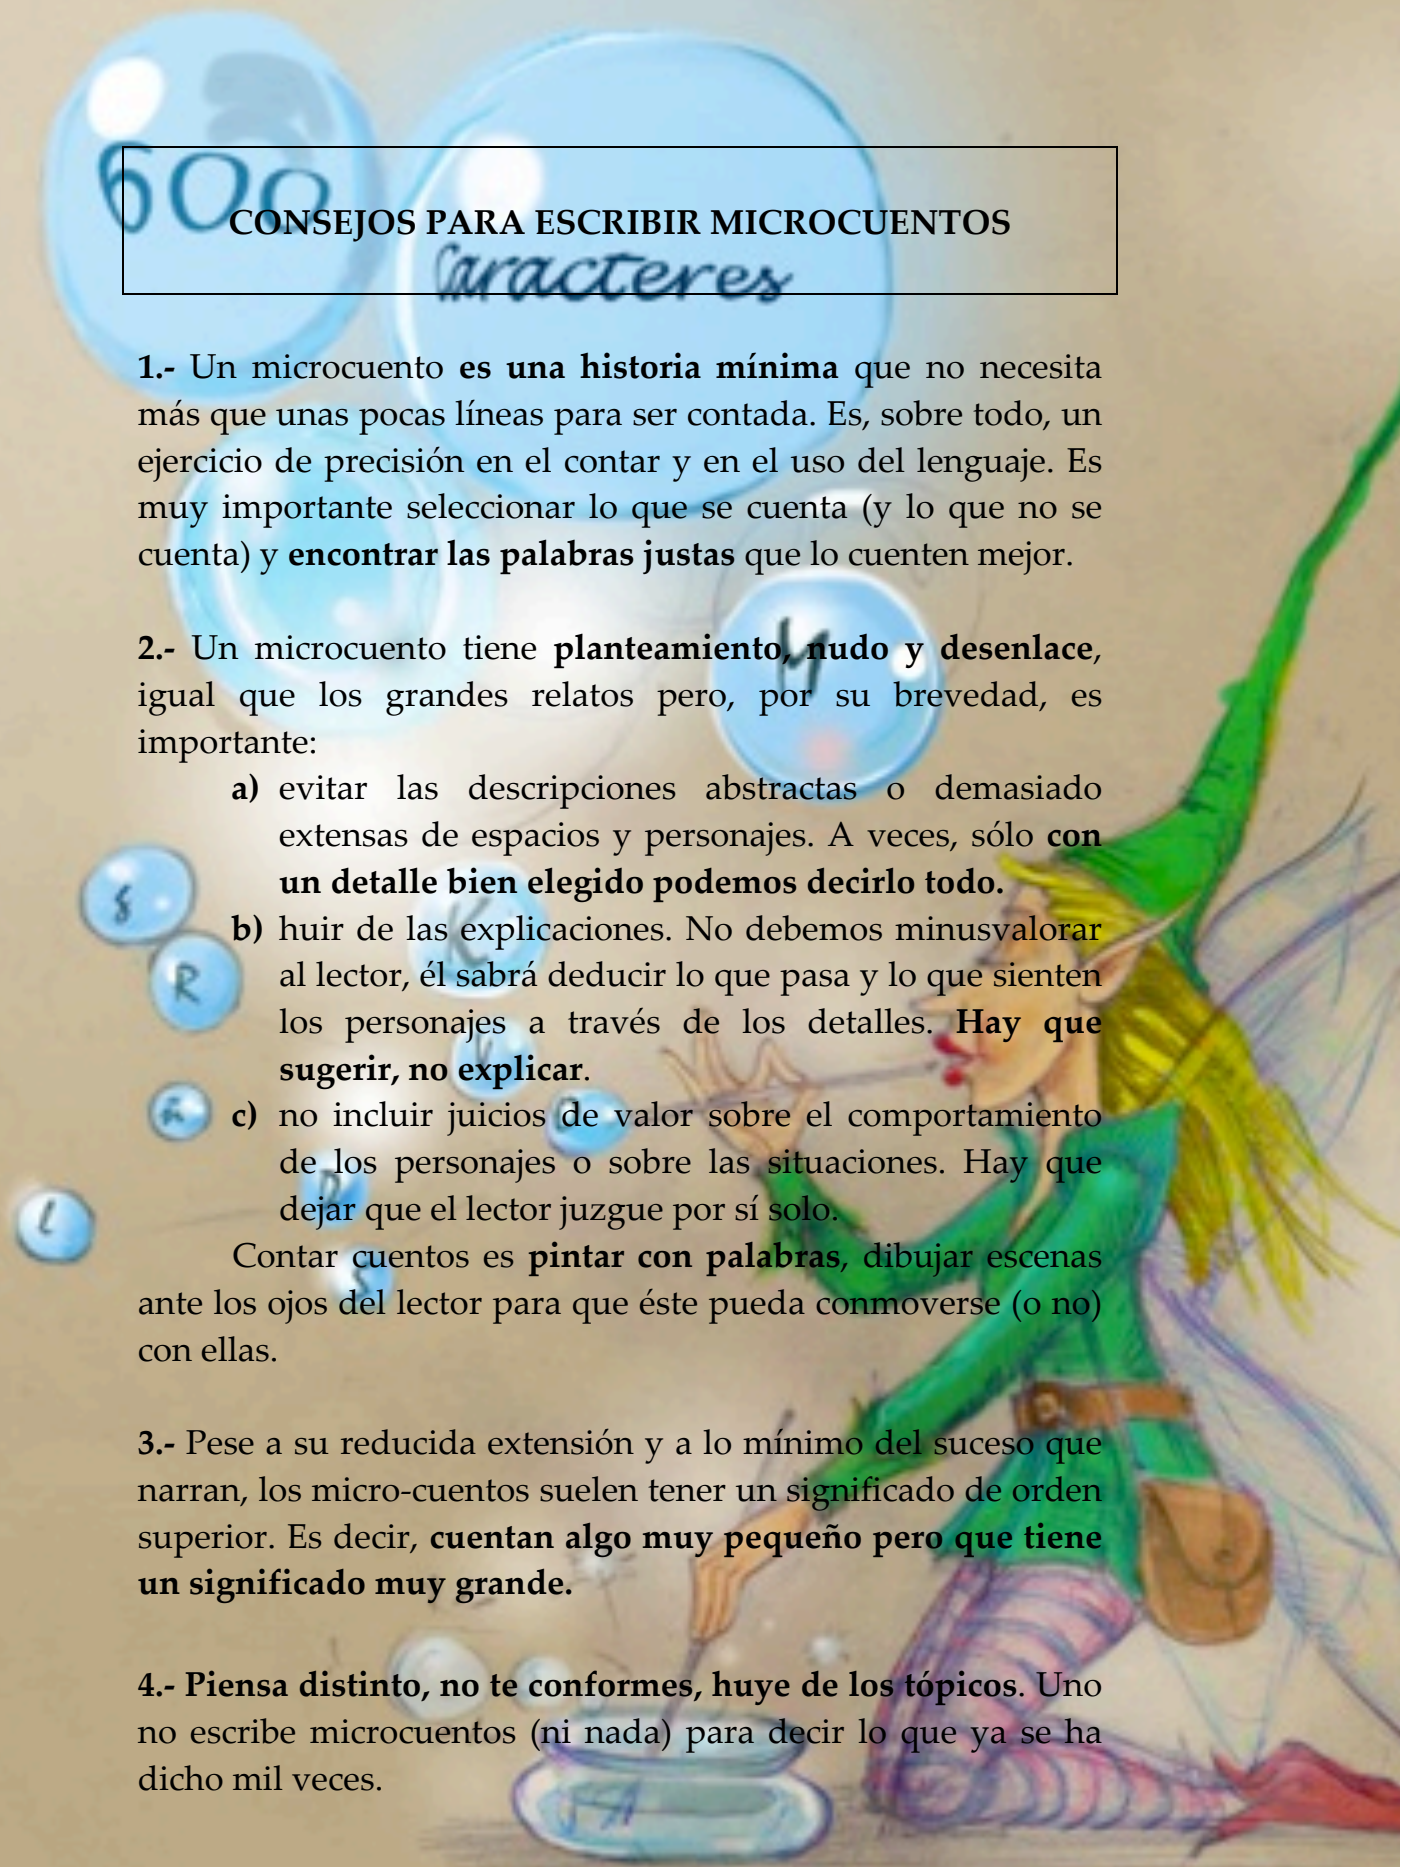 600
CONSEJOS PARA ESCRIBIR MICROCUENTOS
Caracteres
1.- Un microcuento es una historia mínima que no necesita
más que unas pocas líneas para ser contada. Es, sobre todo, un
ejercicio de precisión en el contar y en el uso del lenguaje. Es
muy importante seleccionar lo que se cuenta (y lo que no se
cuenta) y encontrar las palabras justas que lo cuenten mejor.
2.- Un microcuento tiene planteamiento, nudo y desenlace,
igual que los grandes relatos pero, por su brevedad, es
importante:
a) evitar las descripciones abstractas o demasiado
extensas de espacios y personajes. A veces, sólo con
un detalle bien elegido podemos decirlo todo.
b) huir de las explicaciones. No debemos minusvalorar
al lector, él sabrá deducir lo que pasa y lo que sienten
los personajes a través de los detalles. Hay que
sugerir, no explicar.
c) no incluir juicios de valor sobre el comportamiento
de los personajes o sobre las situaciones. Hay que
dejar que el lector juzgue por sí solo.
Contar cuentos es pintar con palabras, dibujar escenas
ante los ojos del lector para que éste pueda conmoverse (o no)
con ellas.
3.- Pese a su reducida extensión y a lo mínimo del suceso que
narran, los micro-cuentos suelen tener un significado de orden
superior. Es decir, cuentan algo muy pequeño pero que tiene
un significado muy grande.
4.- Piensa distinto, no te conformes, huye de los tópicos. Uno
no escribe microcuentos (ni nada) para decir lo que ya se ha
dicho mil veces.
R